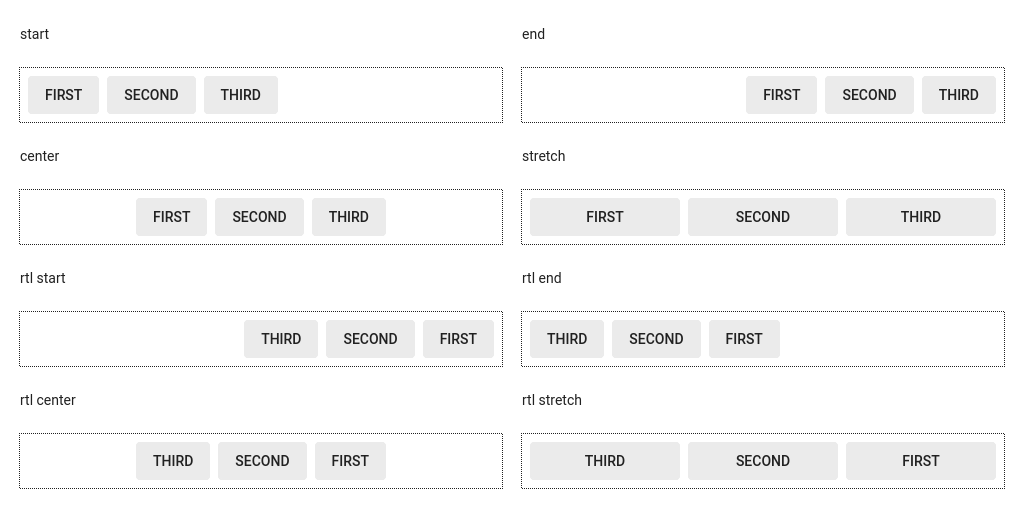 start
end
FIRST SECOND THIRD
FIRST SECOND THIRD
center
stretch
FIRST SECOND THIRD
FIRST SECOND THIRD
rtl start
rtl end
THIRD SECOND FIRST
THIRD SECOND FIRST
rtl center
rtl stretch
THIRD SECOND FIRST
THIRD SECOND FIRST